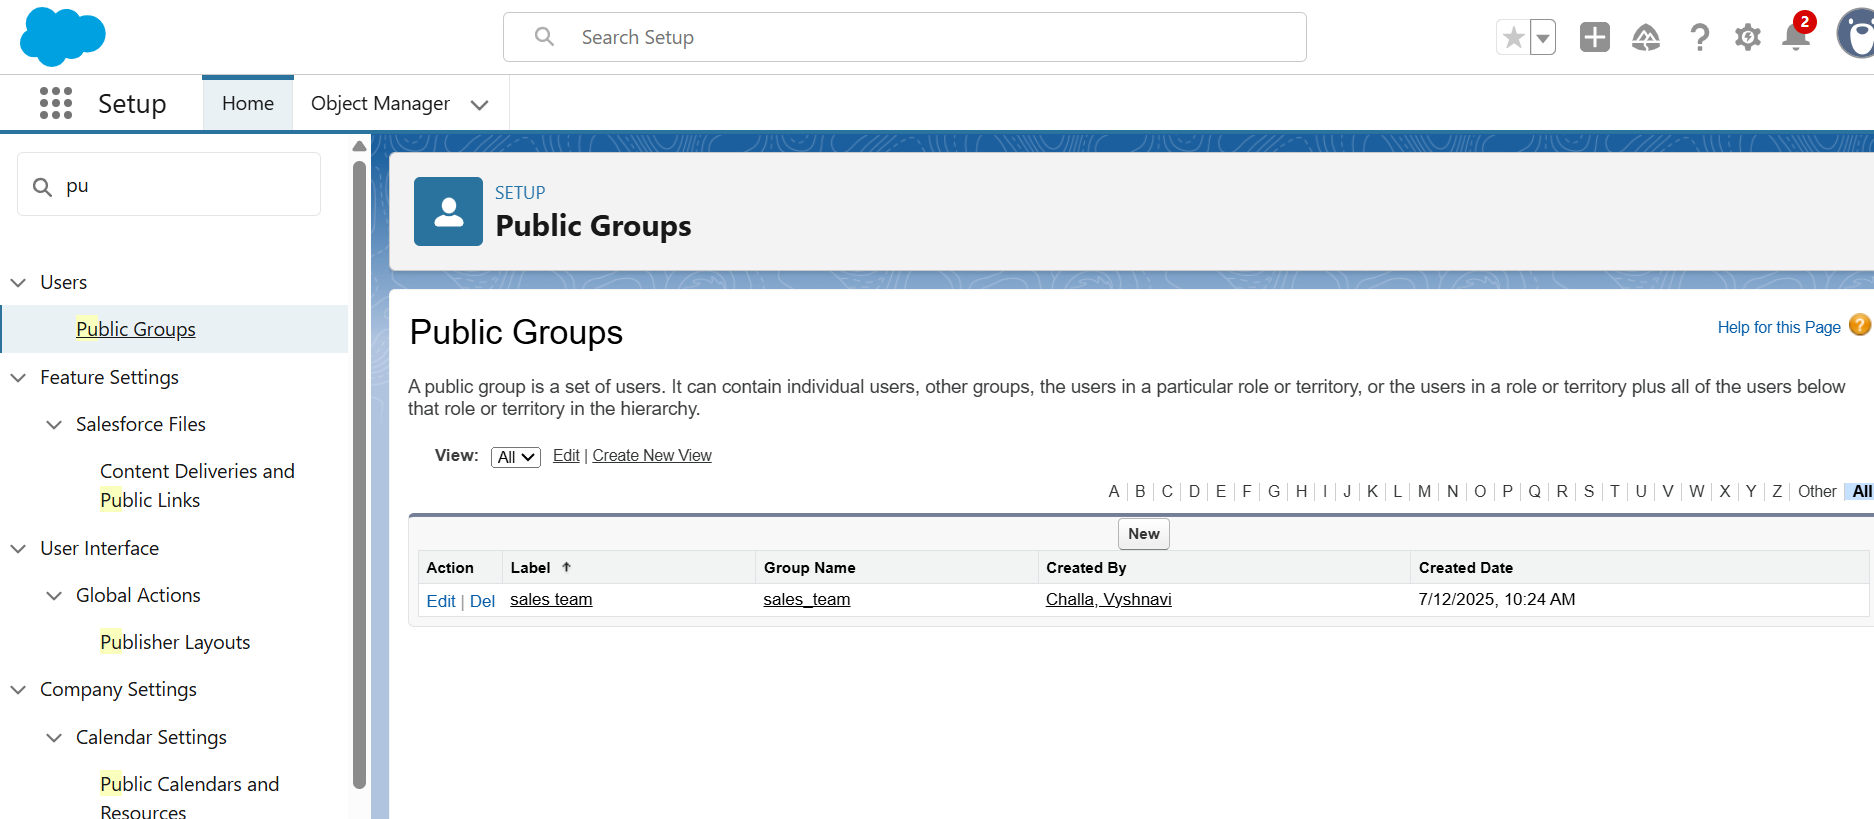 Search Setup
2
Setup
Home
Object Manager
pu
Users
Public Groups
Feature Settings
Salesforce Files
Content Deliveries and
Public Links
User Interface
Global Actions
Publisher Layouts
Company Settings
Calendar Settings
Public Calendars and
Resources
SETUP
Public Groups
Public Groups
Help for this Page ?
A public group is a set of users. It can contain individual users, other groups, the users in a particular role or territory, or the users in a role or territory plus all of the users below
that role or territory in the hierarchy.
View: All Edit | Create New View
A | B | C | D | E | F | G | H | I | J | K | L | M | N | O | P | Q | R | S | T | U | V | W | X | Y | Z | Other | All
New
Action Label ↑ Group Name Created By Created Date
Edit | Del sales team sales_team Challa, Vyshnavi 7/12/2025, 10:24 AM